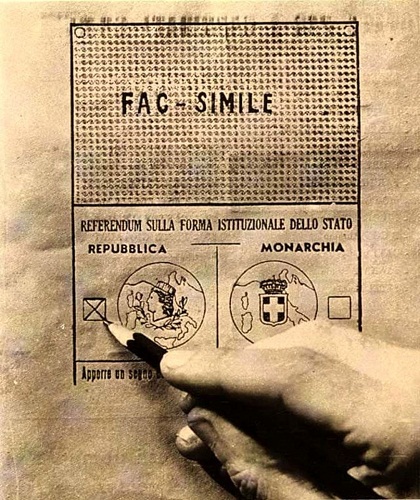 FAC-SIMILE
REFERENDUM SULLA FORMA ISTITUZIONALE DELLO STATO
REPUBBLICA MONARCHIA
Apporre un segno